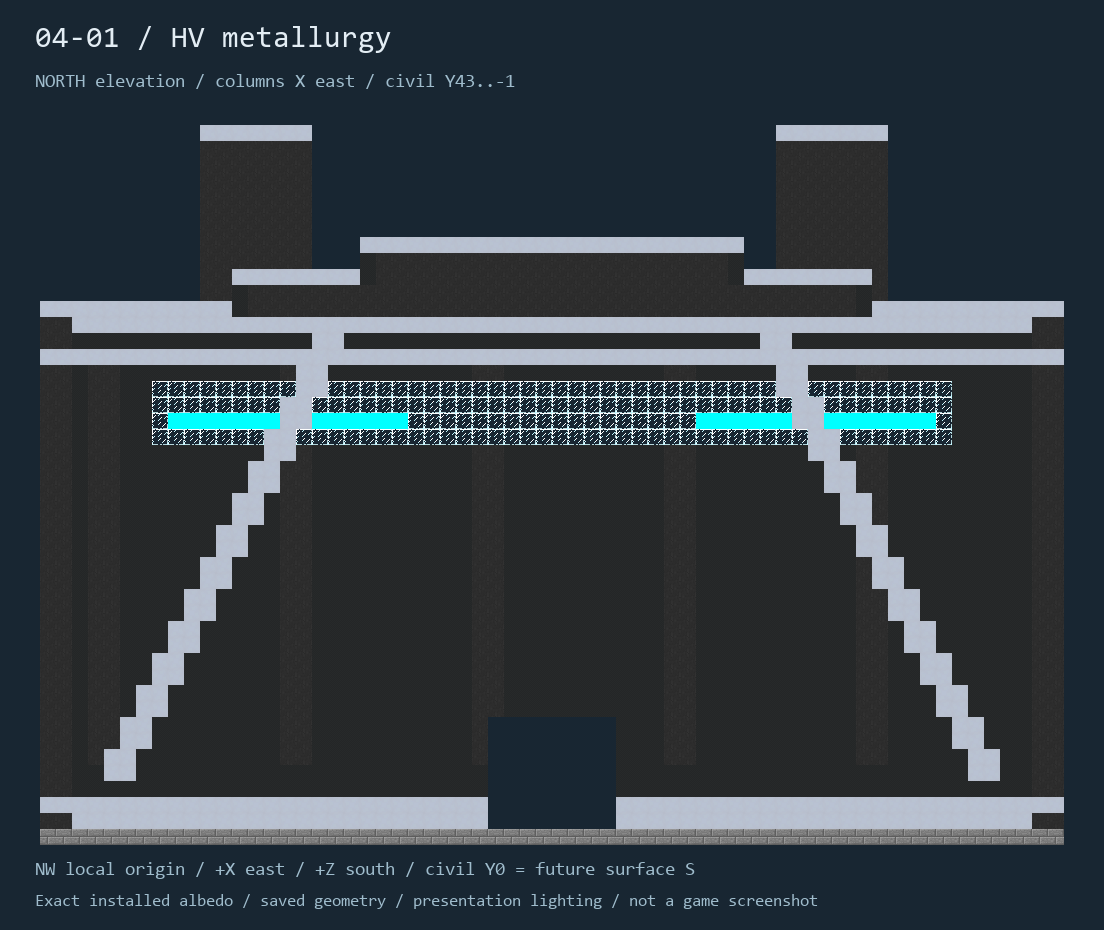 04-01 / HV metallurgy
NORTH elevation / columns X east / civil Y43..-1
NW local origin / +X east / +Z south / civil Y0 = future surface S
Exact installed albedo / saved geometry / presentation lighting / not a game screenshot